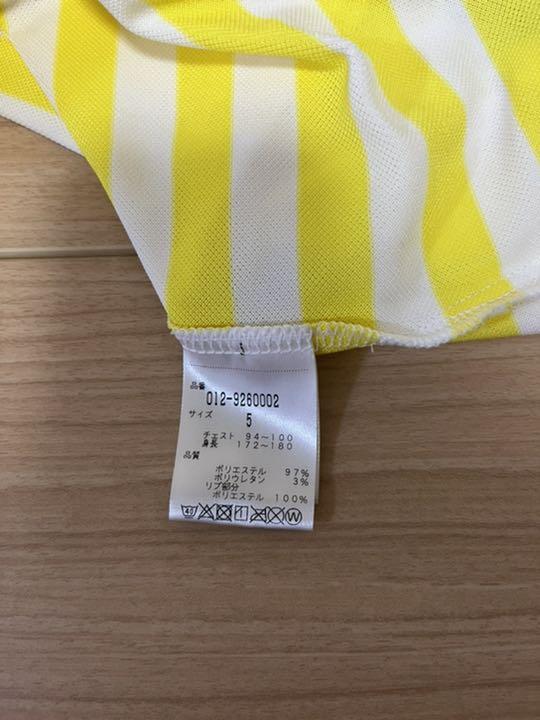 品番
012-9260002
サイズ
5
チェスト 94～100
身長 172～180
品質
ポリエステル 97%
ポリウレタン 3%
リブ部分
ポリエステル 100%